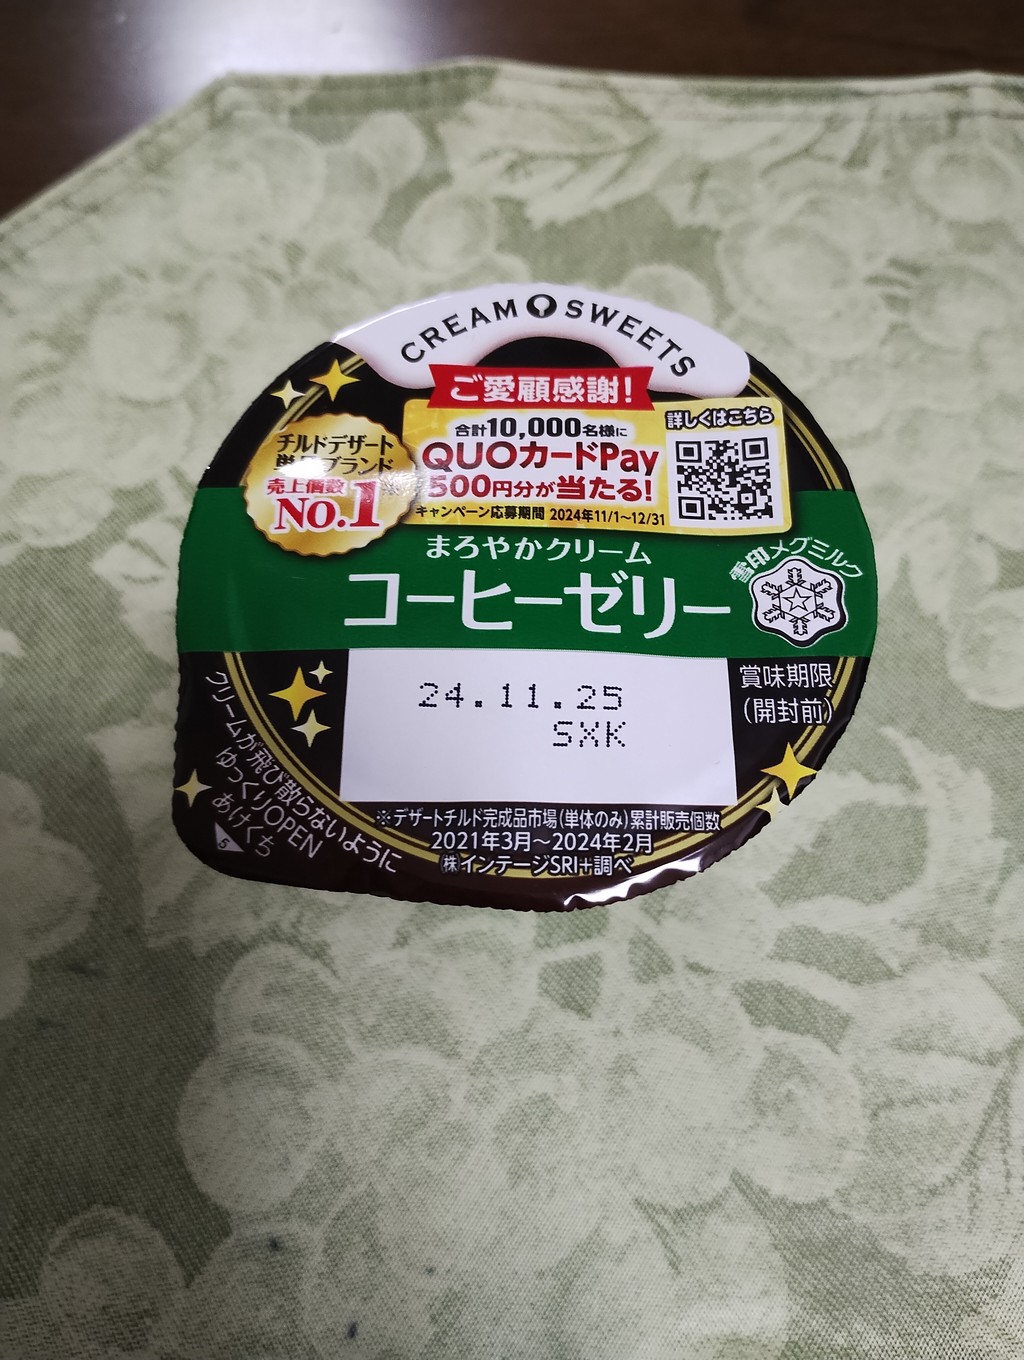 CREAM SWEETS
ご愛顧感謝!
合計10,000名様に
QUOカードPay
500円分が当たる!
キャンペーン応募期間 2024年11/1~12/31
詳しくはこちら
チルドデザート
単品ブランド
売上個数
No.1※
まろやかクリーム
コーヒーゼリー
雪印メグミルク
24.11.25
SXK
賞味期限
(開封前)
クリームが飛び散らないように
ゆっくりOPEN
あけくち
5
※デザートチルド完成品市場(単体のみ)累計販売個数
2021年3月~2024年2月
㈱インテージSRI+調べ